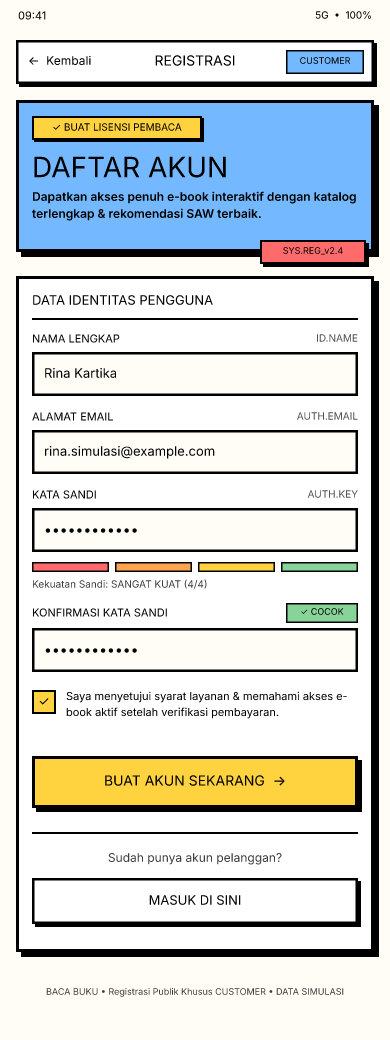 09:41
5G • 100%
← Kembali
REGISTRASI
CUSTOMER
✓ BUAT LISENSI PEMBACA
DAFTAR AKUN
Dapatkan akses penuh e-book interaktif dengan katalog
terlengkap & rekomendasi SAW terbaik.
SYS.REG_v2.4
DATA IDENTITAS PENGGUNA
NAMA LENGKAP
ID.NAME
Rina Kartika
ALAMAT EMAIL
AUTH.EMAIL
rina.simulasi@example.com
KATA SANDI
AUTH.KEY
••••••••••••
Kekuatan Sandi: SANGAT KUAT (4/4)
KONFIRMASI KATA SANDI
✓ COCOK
••••••••••••
✓
Saya menyetujui syarat layanan & memahami akses e-
book aktif setelah verifikasi pembayaran.
BUAT AKUN SEKARANG →
Sudah punya akun pelanggan?
MASUK DI SINI
BACA BUKU • Registrasi Publik Khusus CUSTOMER • DATA SIMULASI